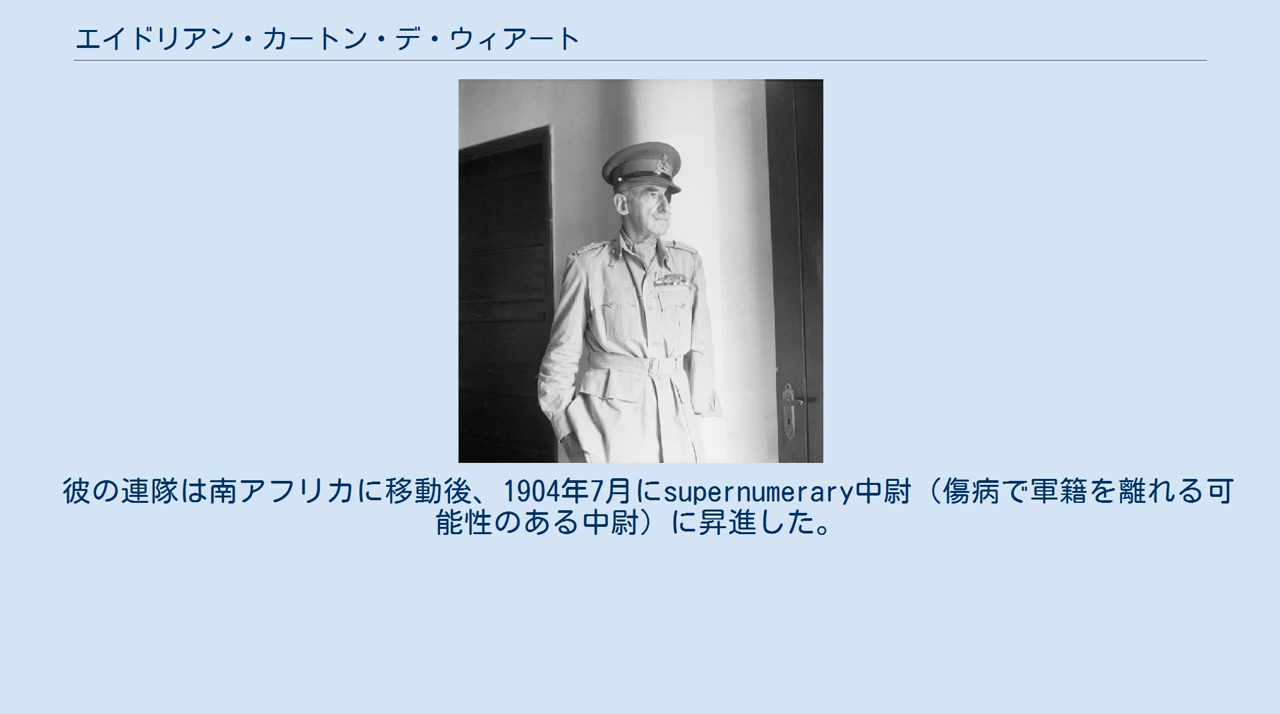 エイドリアン・カートン・デ・ウィアート
彼の連隊は南アフリカに移動後、1904年7月にsupernumerary中尉（傷病で軍籍を離れる可
能性のある中尉）に昇進した。